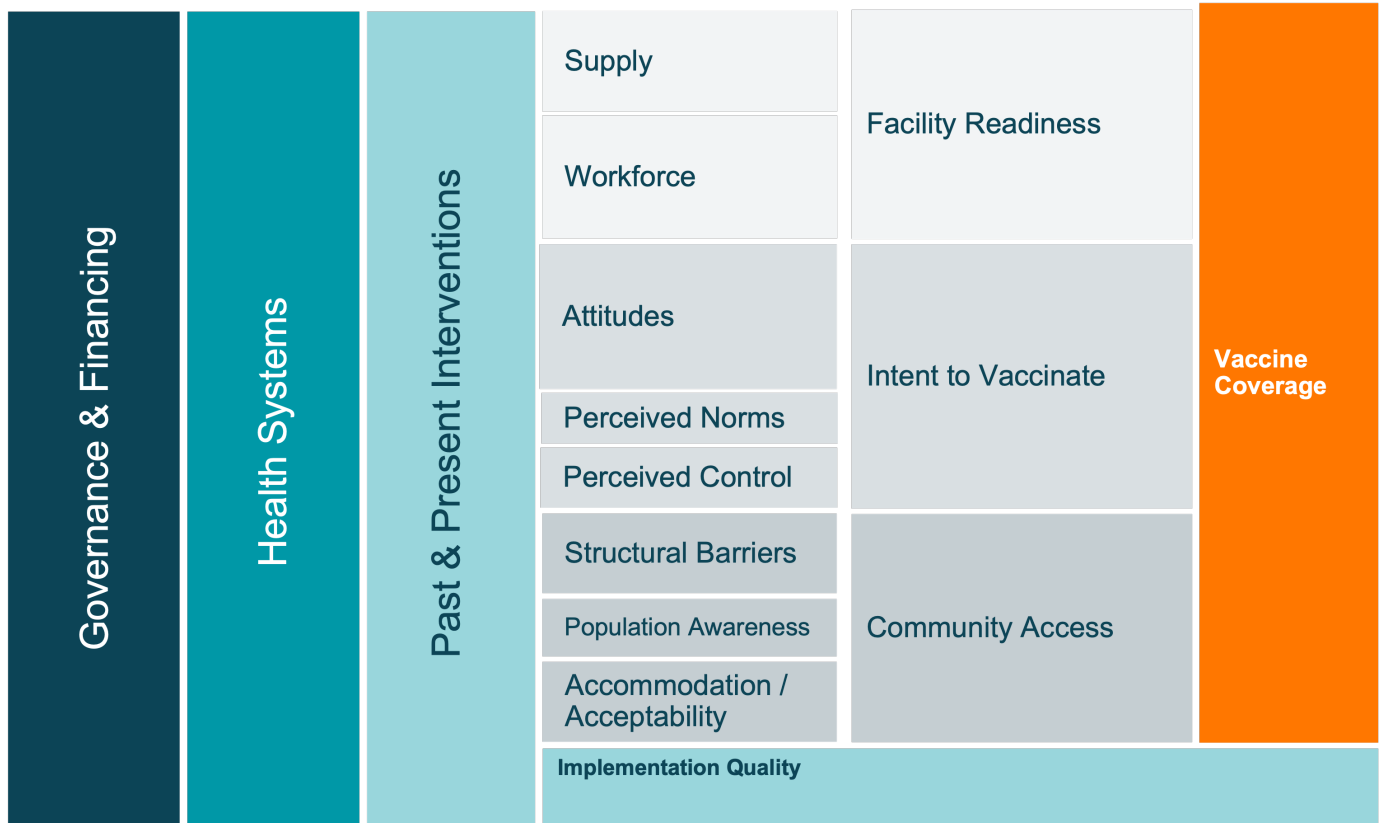 Governance & Financing
Health Systems
Past & Present Interventions
Supply
Workforce
Attitudes
Perceived Norms
Perceived Control
Structural Barriers
Population Awareness
Accommodation /
Acceptability
Facility Readiness
Intent to Vaccinate
Community Access
Vaccine
Coverage
Implementation Quality